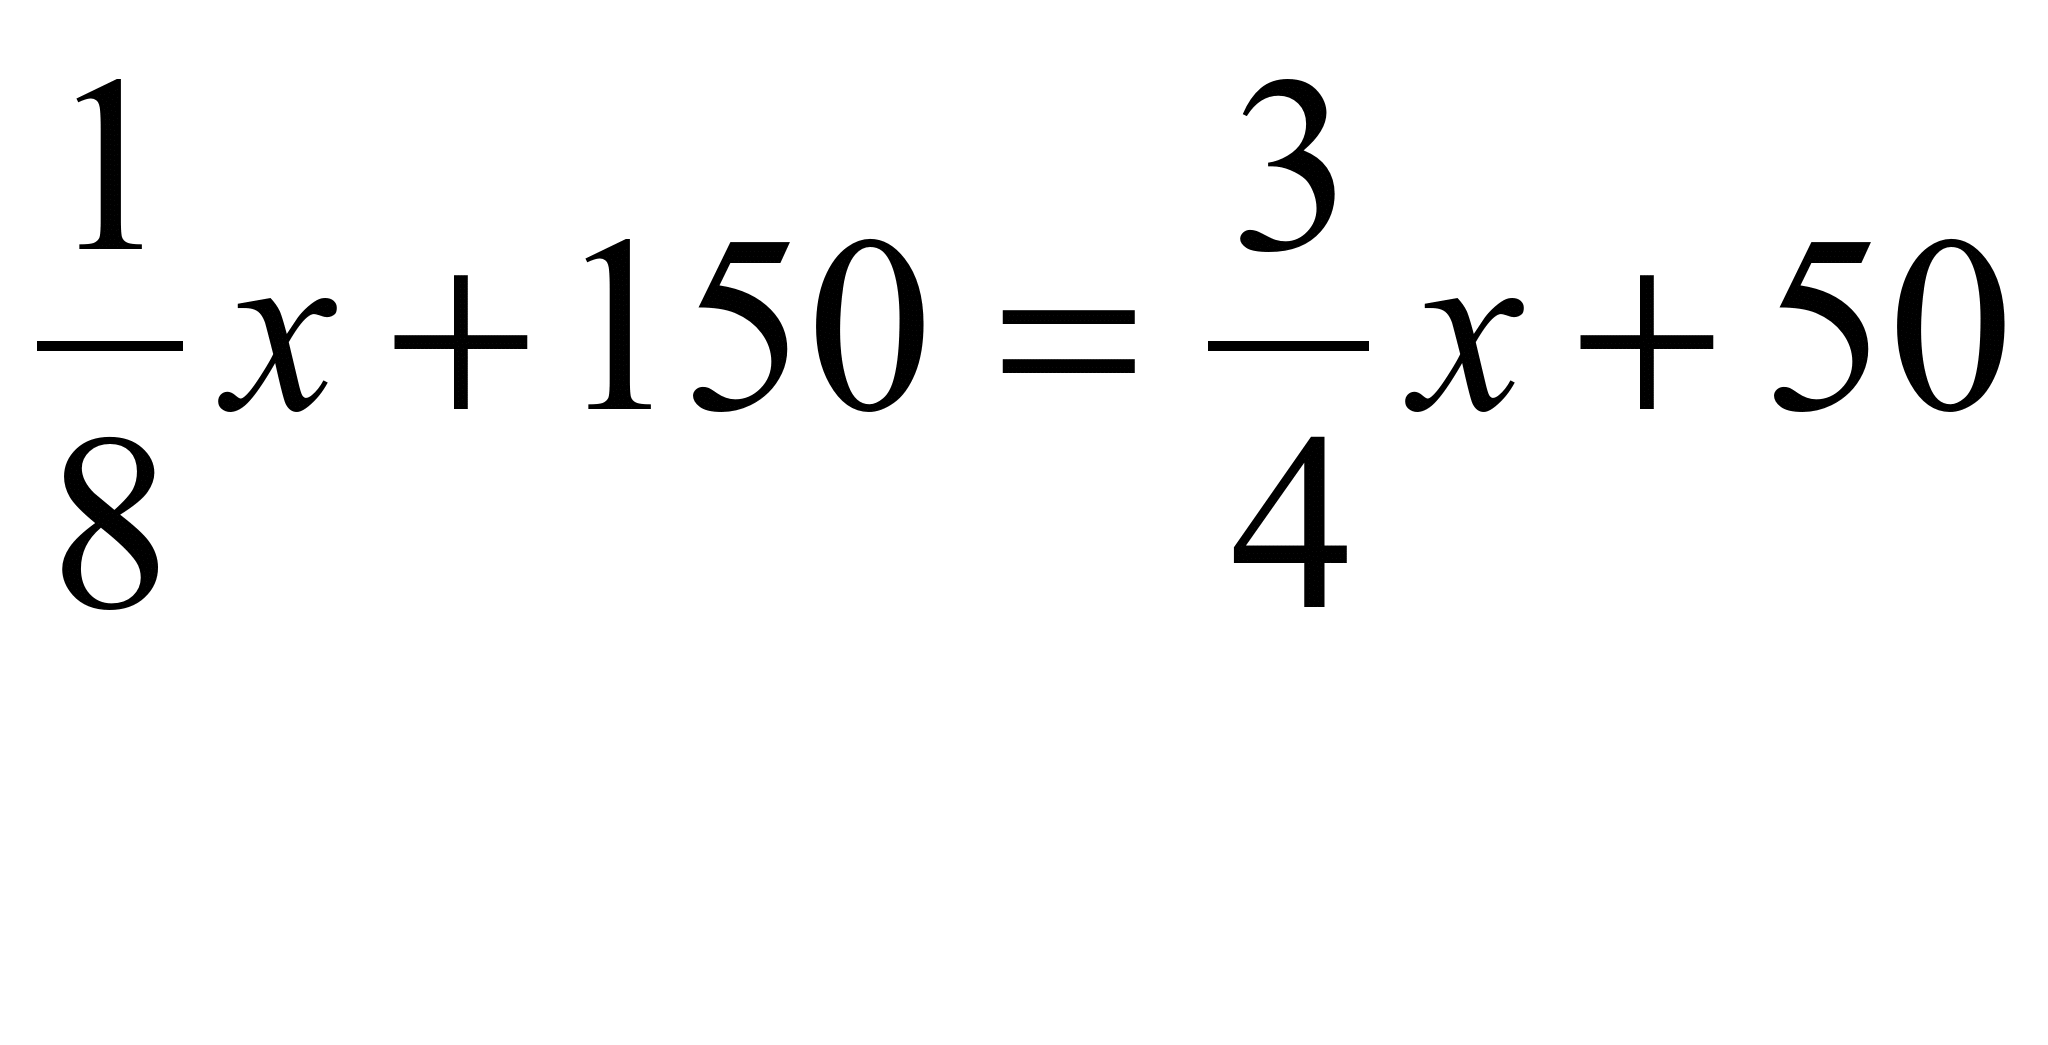 1/8 x + 150 = 3/4 x + 50